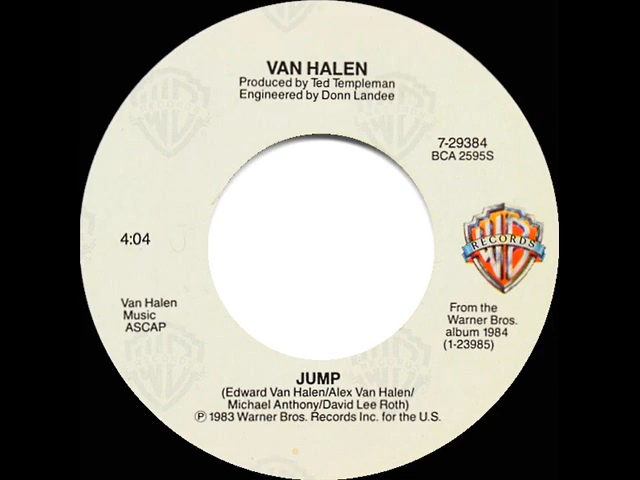 VAN HALEN
Produced by Ted Templeman
Engineered by Donn Landee
7-29384
BCA 2595S
4:04
RECORDS
Van Halen
Music
ASCAP
From the
Warner Bros.
album 1984
(1-23985)
JUMP
(Edward Van Halen/Alex Van Halen/
Michael Anthony/David Lee Roth)
℗ 1983 Warner Bros. Records Inc. for the U.S.